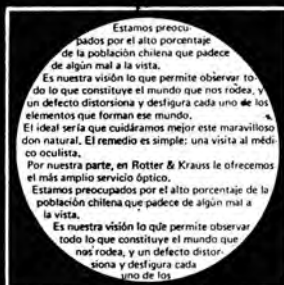 Estamos preocu-
pados por el alto porcentaje
de la población chilena que padece
de algún mal a la vista.
Es nuestra visión lo que permite observar to-
do lo que constituye el mundo que nos rodea, y
un defecto distorsiona y desfigura cada uno de los
elementos que forman ese mundo.
El ideal sería que cuidáramos mejor este maravilloso
don natural. El remedio es simple: una visita al médi-
co oculista.
Por nuestra parte, en Rotter & Krauss le ofrecemos
el más amplio servicio óptico.
Estamos preocupados por el alto porcentaje de la
población chilena que padece de algún mal a
la vista.
Es nuestra visión lo que permite observar
todo lo que constituye el mundo que
nos rodea, y un defecto distor-
siona y desfigura cada
uno de los